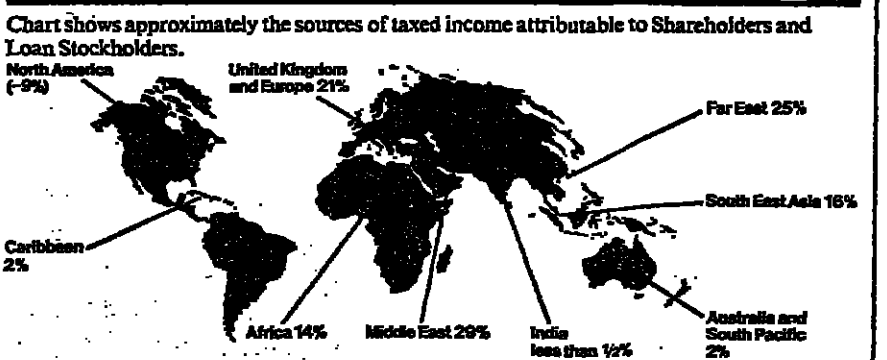 Chart shows approximately the sources of taxed income attributable to Shareholders and
Loan Stockholders.
North America
(-9%)
United Kingdom
and Europe 21%
Far East 25%
South East Asia 16%
Caribbean
2%
Africa 14%
Middle East 29%
India
less than ½%
Australia and
South Pacific
2%